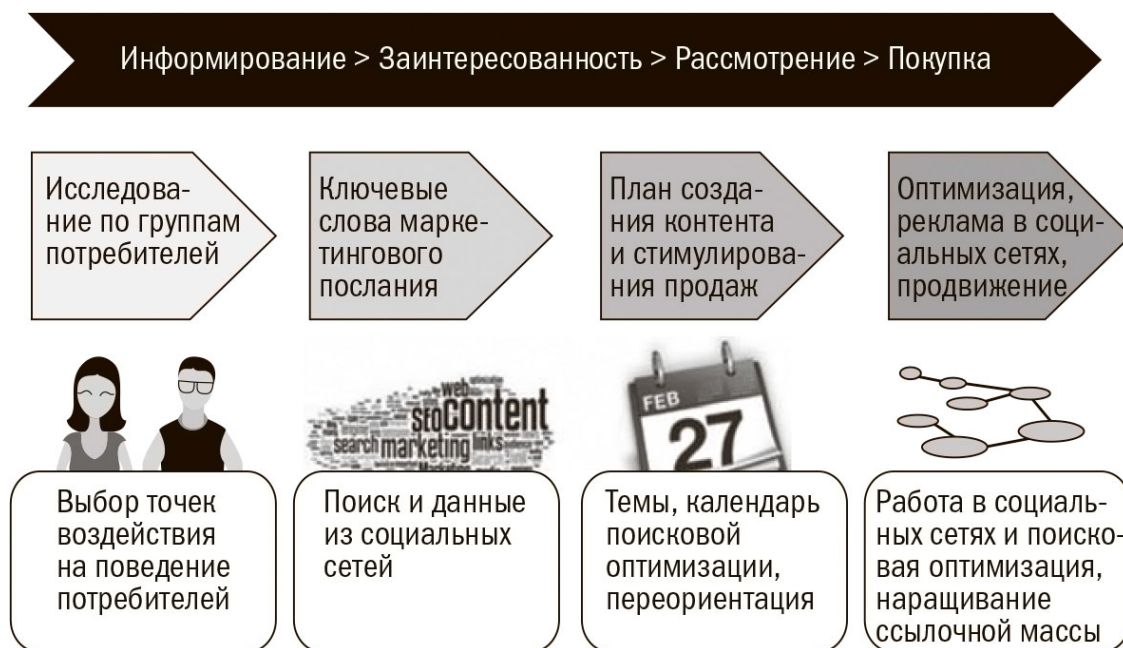 Информирование > Заинтересованность > Рассмотрение > Покупка
Исследова-
ние по группам
потребителей
Ключевые
слова марке-
тингового
послания
План созда-
ния контента
и стимулирова-
ния продаж
Оптимизация,
реклама в соци-
альных сетях,
продвижение
web
seo content
search marketing links
FEB
27
Выбор точек
воздействия
на поведение
потребителей
Поиск и данные
из социальных
сетей
Темы, календарь
поисковой
оптимизации,
переориентация
Работа в социаль-
ных сетях и поиско-
вая оптимизация,
наращивание
ссылочной массы